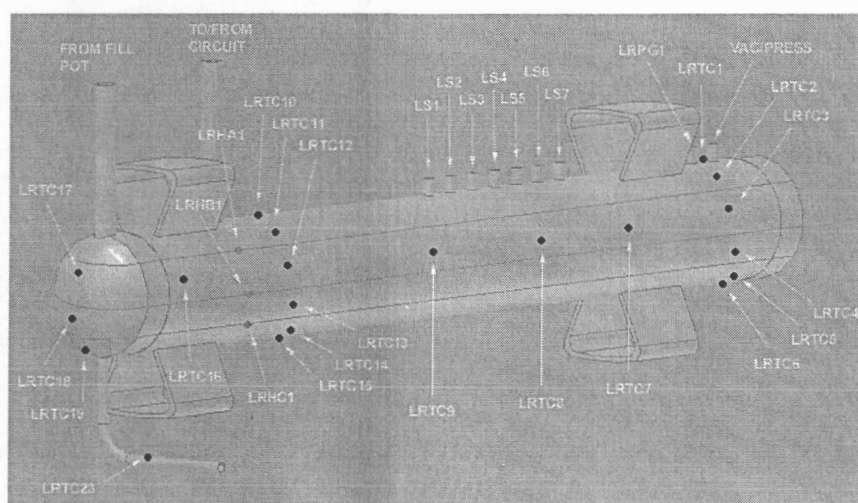 FROM FILL
POT
TO/FROM
CIRCUIT
LRPG1
VAC/PRESS
LRTC1
LRTC2
LRTC3
LS1
LS2
LS3
LS4
LS5
LS6
LS7
LRTC10
LRTC11
LRTC12
LRHA1
LRHB1
LRTC17
LRTC18
LRTC19
LRTC16
LRHC1
LRTC13
LRTC14
LRTC15
LRTC9
LRTC8
LRTC7
LRTC4
LRTC5
LRTC6
LRTC23